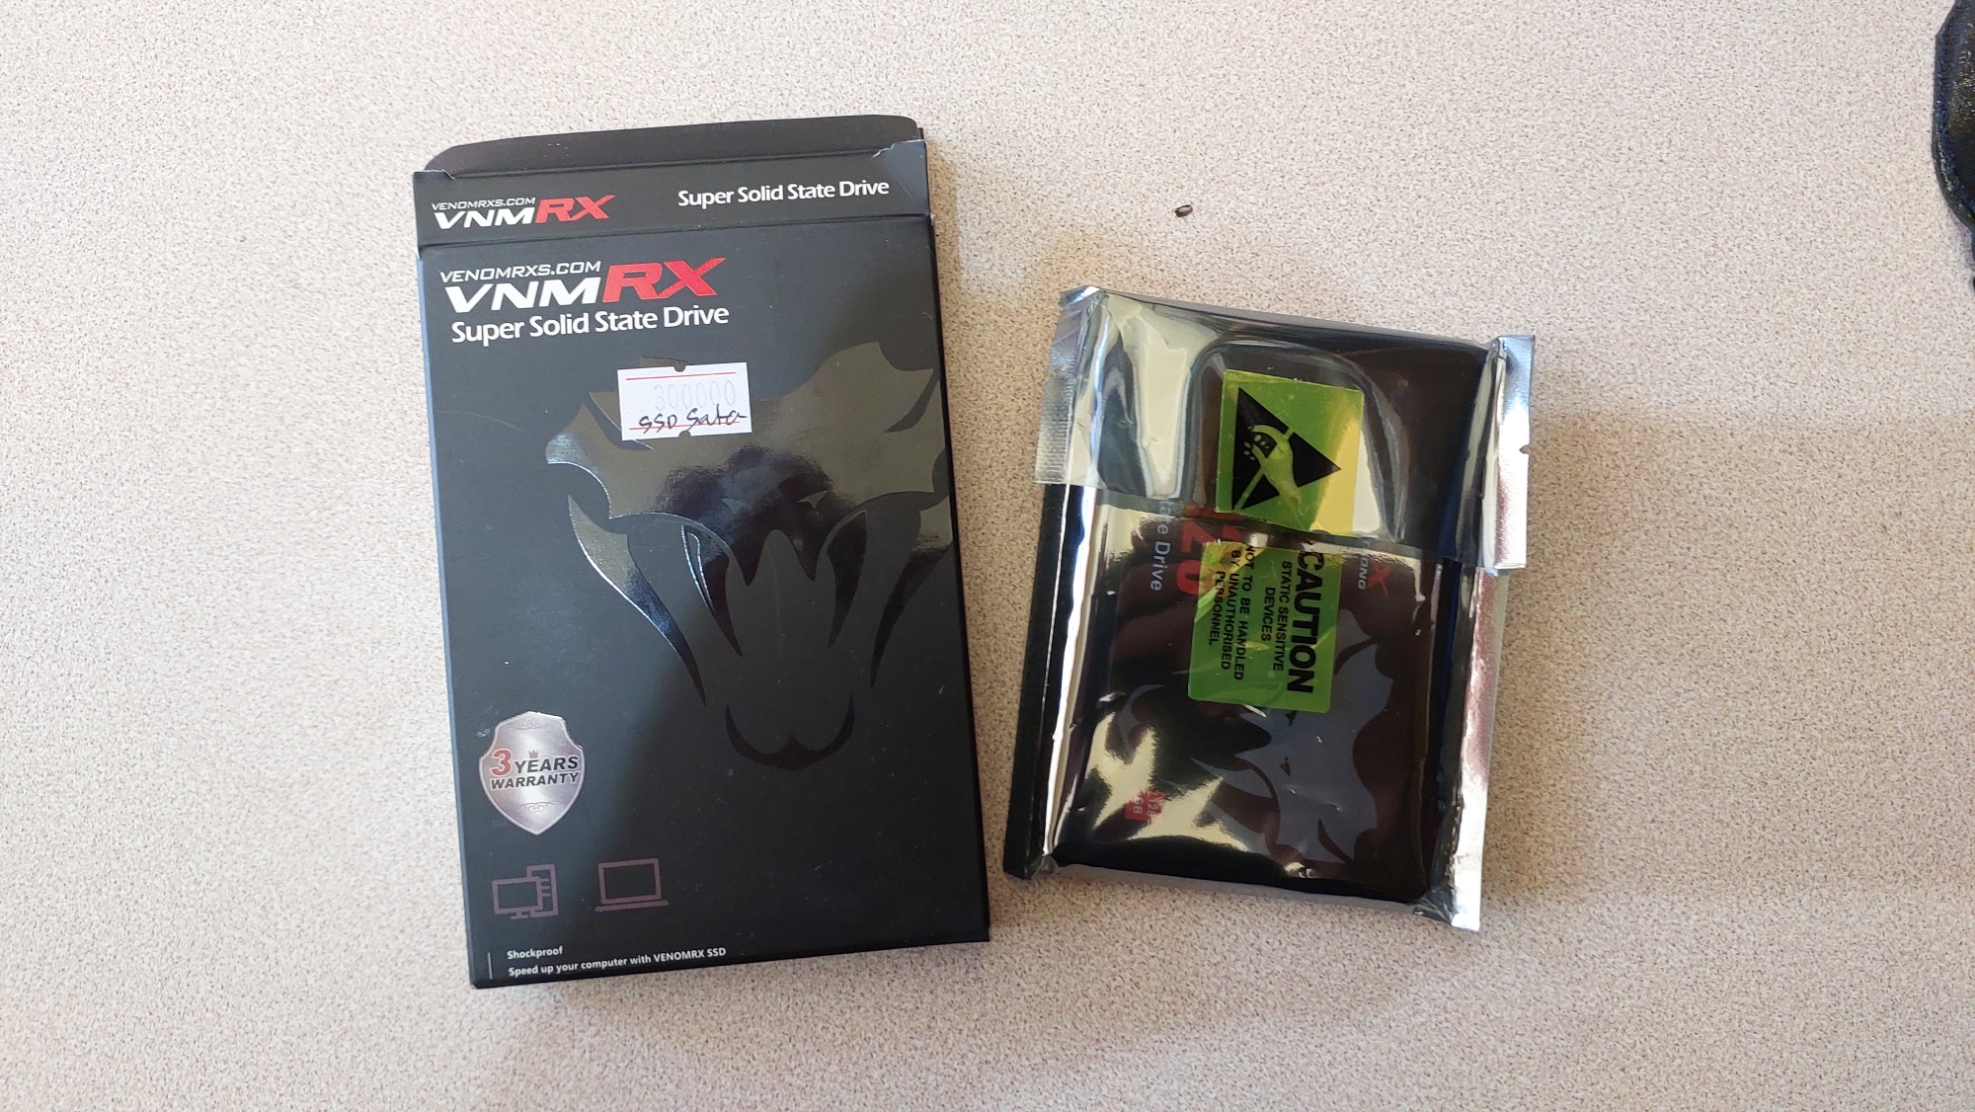 VENOMRXS.COM
VNMRX
Super Solid State Drive
VENOMRXS.COM
VNMRX
Super Solid State Drive
300000
SSD Sata
3 YEARS
WARRANTY
Shockproof
Speed up your computer with VENOMRX SSD
CAUTION
STATIC SENSITIVE
DEVICES
NOT TO BE HANDLED
BY UNAUTHORISED
PERSONNEL
Drive